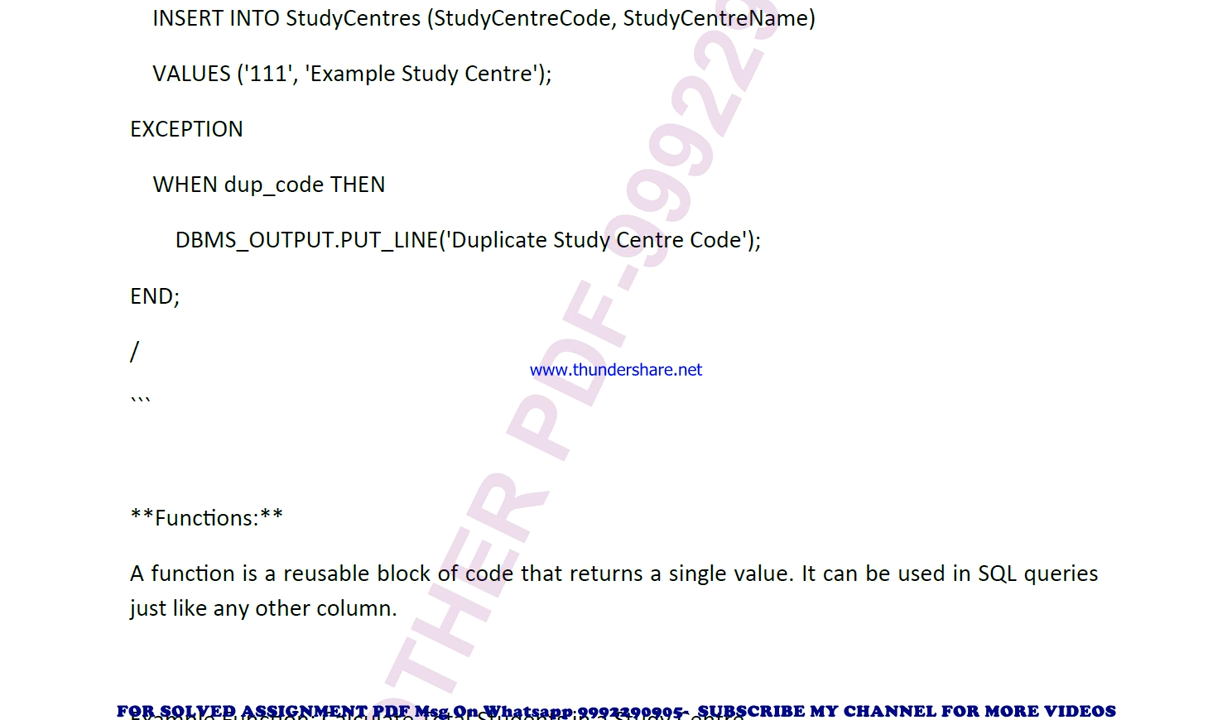 INSERT INTO StudyCentres (StudyCentreCode, StudyCentreName)
VALUES ('111', 'Example Study Centre');
EXCEPTION
WHEN dup_code THEN
DBMS_OUTPUT.PUT_LINE('Duplicate Study Centre Code');
END;
/
www.thundershare.net
```
**Functions:**
A function is a reusable block of code that returns a single value. It can be used in SQL queries
just like any other column.
FOR SOLVED ASSIGNMENT PDF Msg On Whatsapp:9992290905- SUBSCRIBE MY CHANNEL FOR MORE VIDEOS